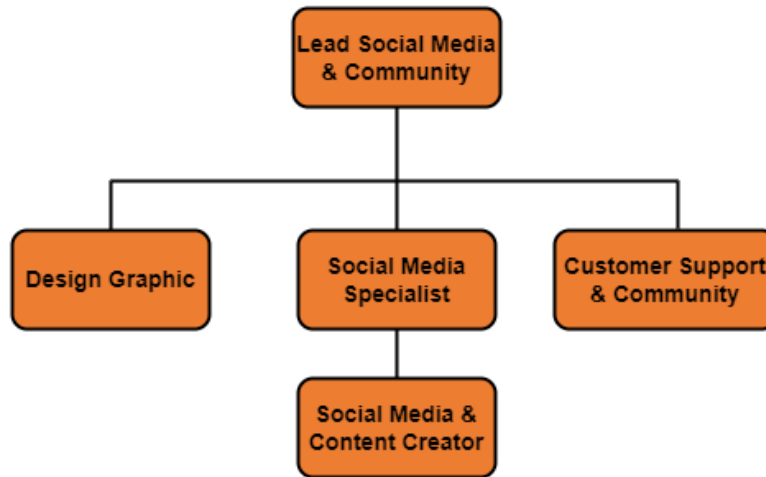 Lead Social Media
& Community
Design Graphic
Social Media
Specialist
Customer Support
& Community
Social Media &
Content Creator